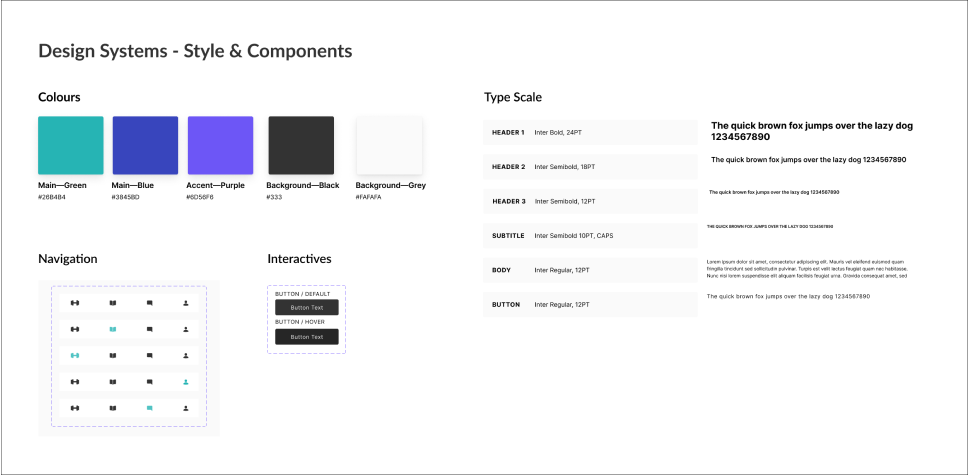 Design Systems - Style & Components
Colours
Main—Green
#26B4B4
Main—Blue
#3845BD
Accent—Purple
#6D56F6
Background—Black
#333
Background—Grey
#FAFAFA
Navigation
Interactives
BUTTON / DEFAULT
Button Text
BUTTON / HOVER
Button Text
Type Scale
HEADER 1 Inter Bold, 24PT
The quick brown fox jumps over the lazy dog
1234567890
HEADER 2 Inter Semibold, 18PT
The quick brown fox jumps over the lazy dog 1234567890
HEADER 3 Inter Semibold, 12PT
The quick brown fox jumps over the lazy dog 1234567890
SUBTITLE Inter Semibold 10PT, CAPS
THE QUICK BROWN FOX JUMPS OVER THE LAZY DOG 1234567890
BODY Inter Regular, 12PT
Lorem ipsum dolor sit amet, consectetur adipiscing elit. Mauris vel eleifend euismod quam
fringilla tincidunt sed sollicitudin pulvinar. Turpis est velit lectus feugiat quam nec habitasse.
Nunc nisi lorem suspendisse elit aliquam facilisis feugiat urna. Gravida consequat amet, sed
BUTTON Inter Regular, 12PT
The quick brown fox jumps over the lazy dog 1234567890